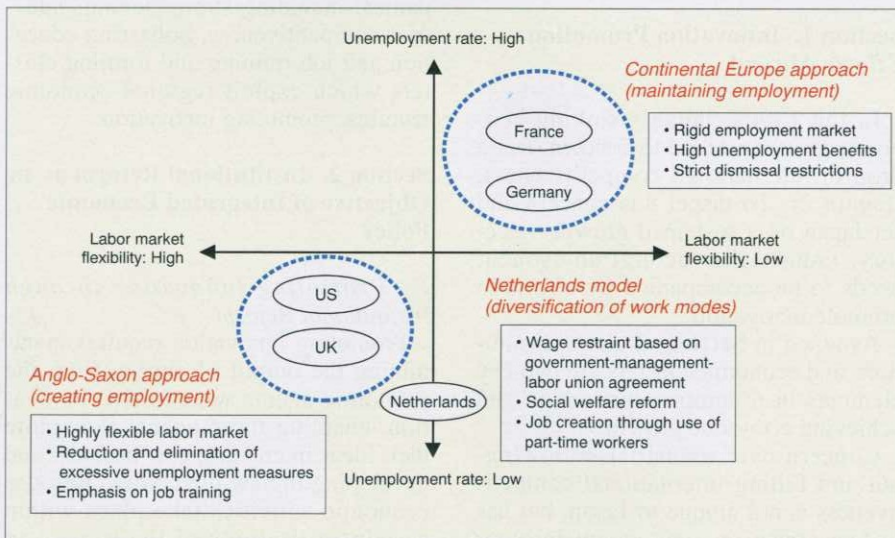 Unemployment rate: High
Continental Europe approach
(maintaining employment)
France
Germany
• Rigid employment market
• High unemployment benefits
• Strict dismissal restrictions
Labor market
flexibility: High
Labor market
flexibility: Low
US
UK
Netherlands model
(diversification of work modes)
• Wage restraint based on
government-management-
labor union agreement
• Social welfare reform
• Job creation through use of
part-time workers
Anglo-Saxon approach
(creating employment)
Netherlands
• Highly flexible labor market
• Reduction and elimination of
excessive unemployment measures
• Emphasis on job training
Unemployment rate: Low